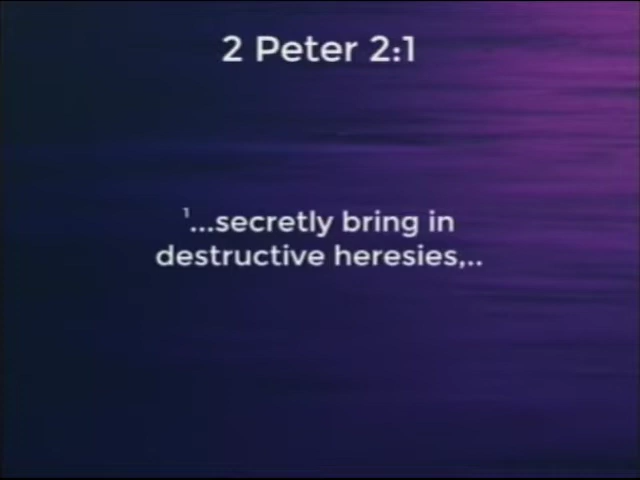 2 Peter 2:1
¹...secretly bring in
destructive heresies,..